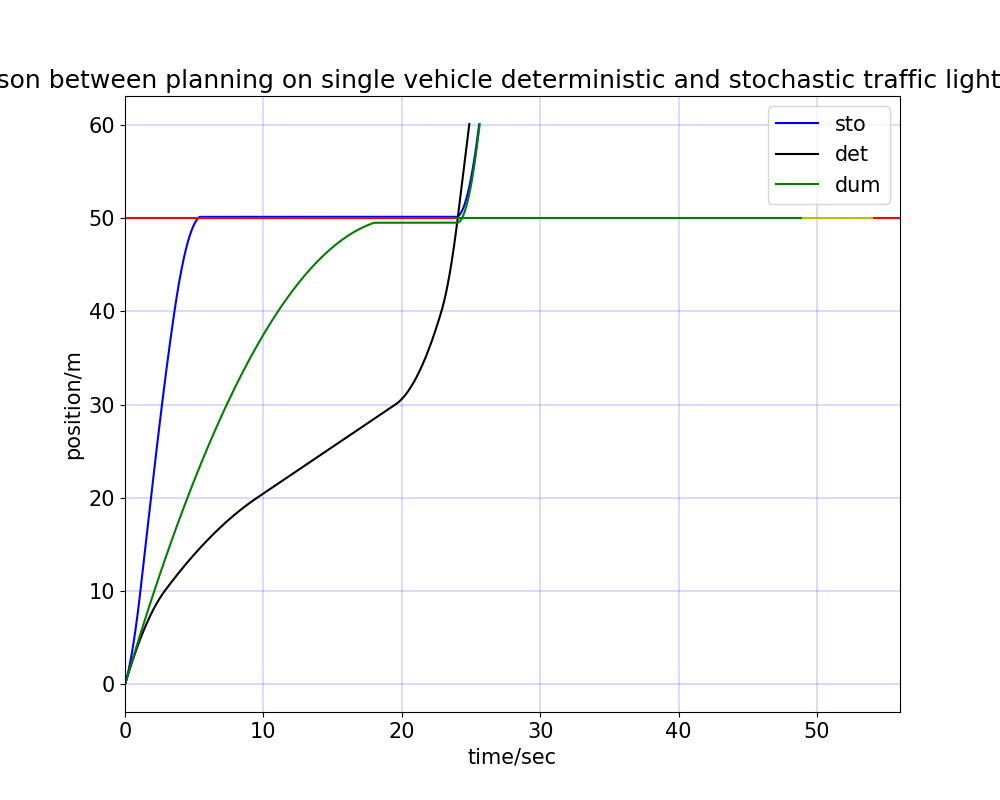 son between planning on single vehicle deterministic and stochastic traffic light
sto
det
dum
60
50
40
30
20
10
0
position/m
0 10 20 30 40 50
time/sec